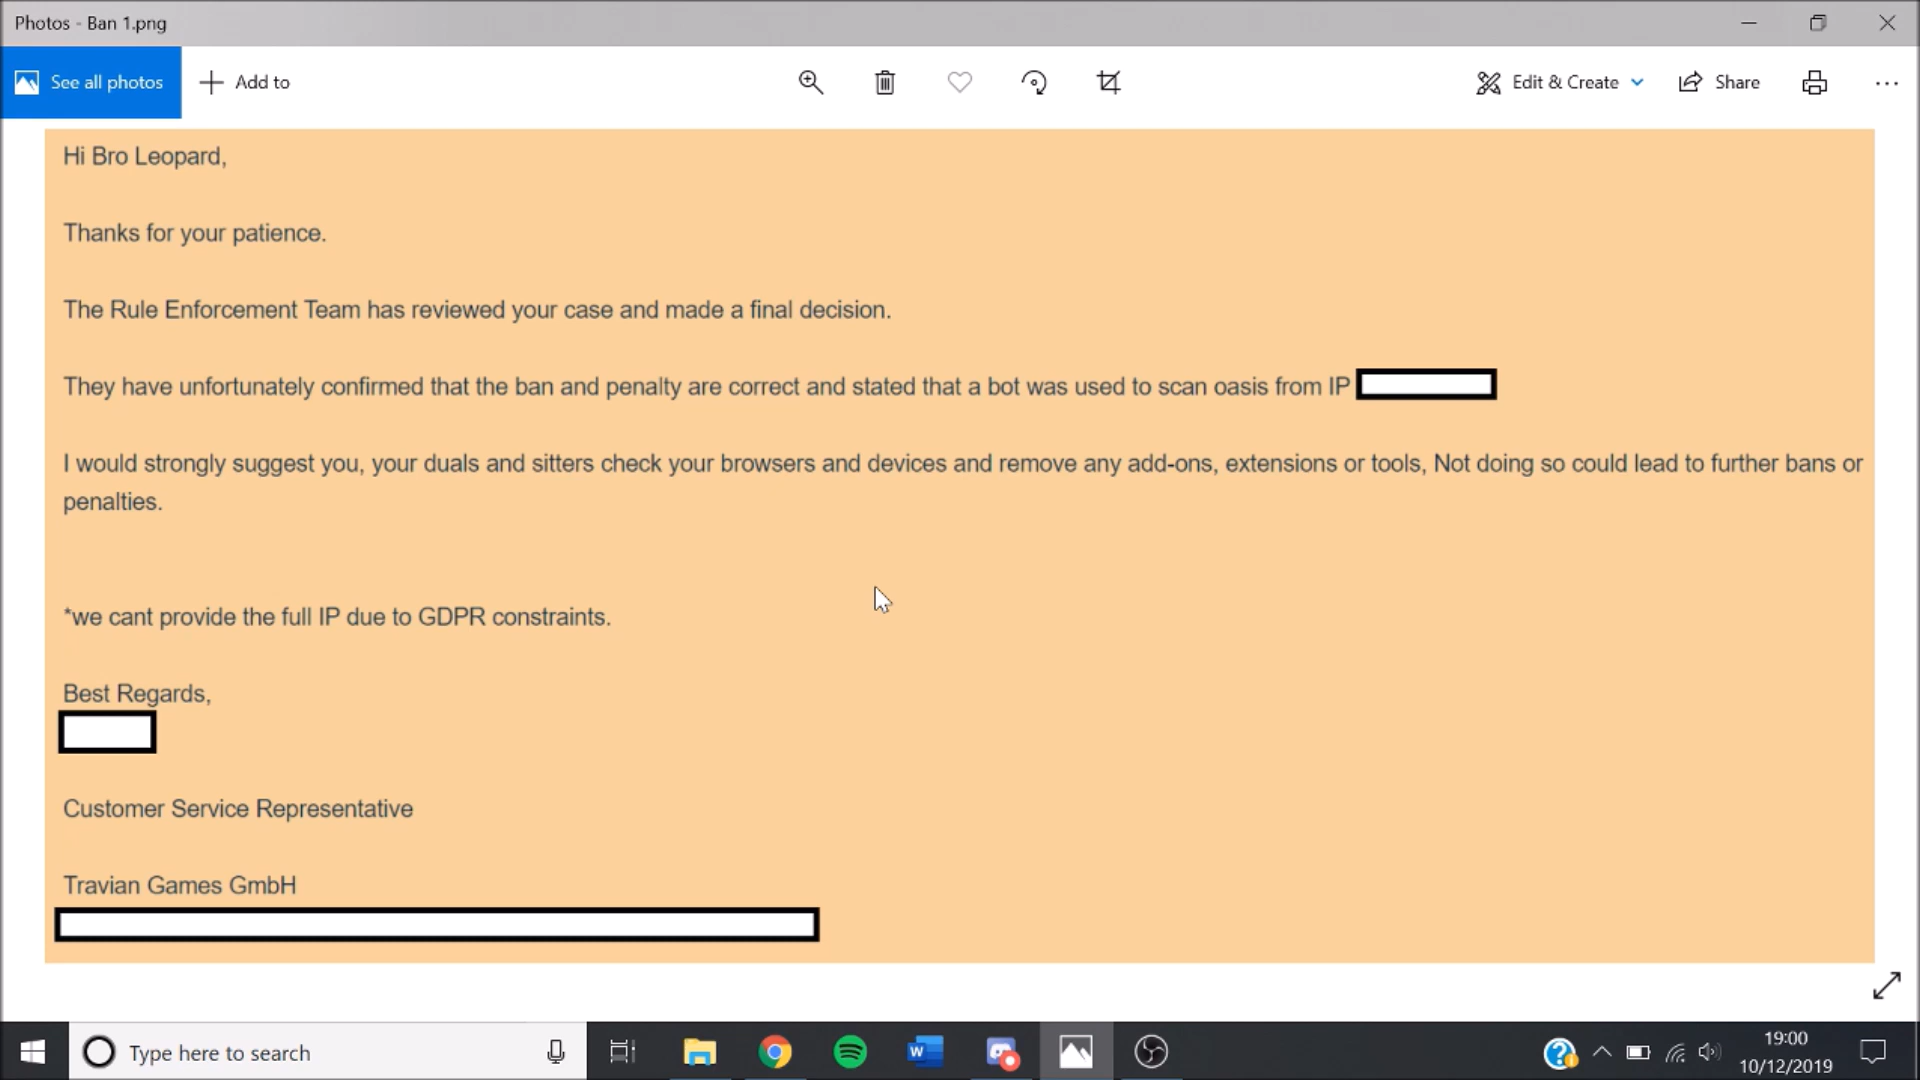 Photos - Ban 1.png
See all photos
Add to
Edit & Create
Share
Hi Bro Leopard,
Thanks for your patience.
The Rule Enforcement Team has reviewed your case and made a final decision.
They have unfortunately confirmed that the ban and penalty are correct and stated that a bot was used to scan oasis from IP
I would strongly suggest you, your duals and sitters check your browsers and devices and remove any add-ons, extensions or tools, Not doing so could lead to further bans or
penalties.
*we cant provide the full IP due to GDPR constraints.
Best Regards,
Customer Service Representative
Travian Games GmbH
Type here to search
19:00
10/12/2019